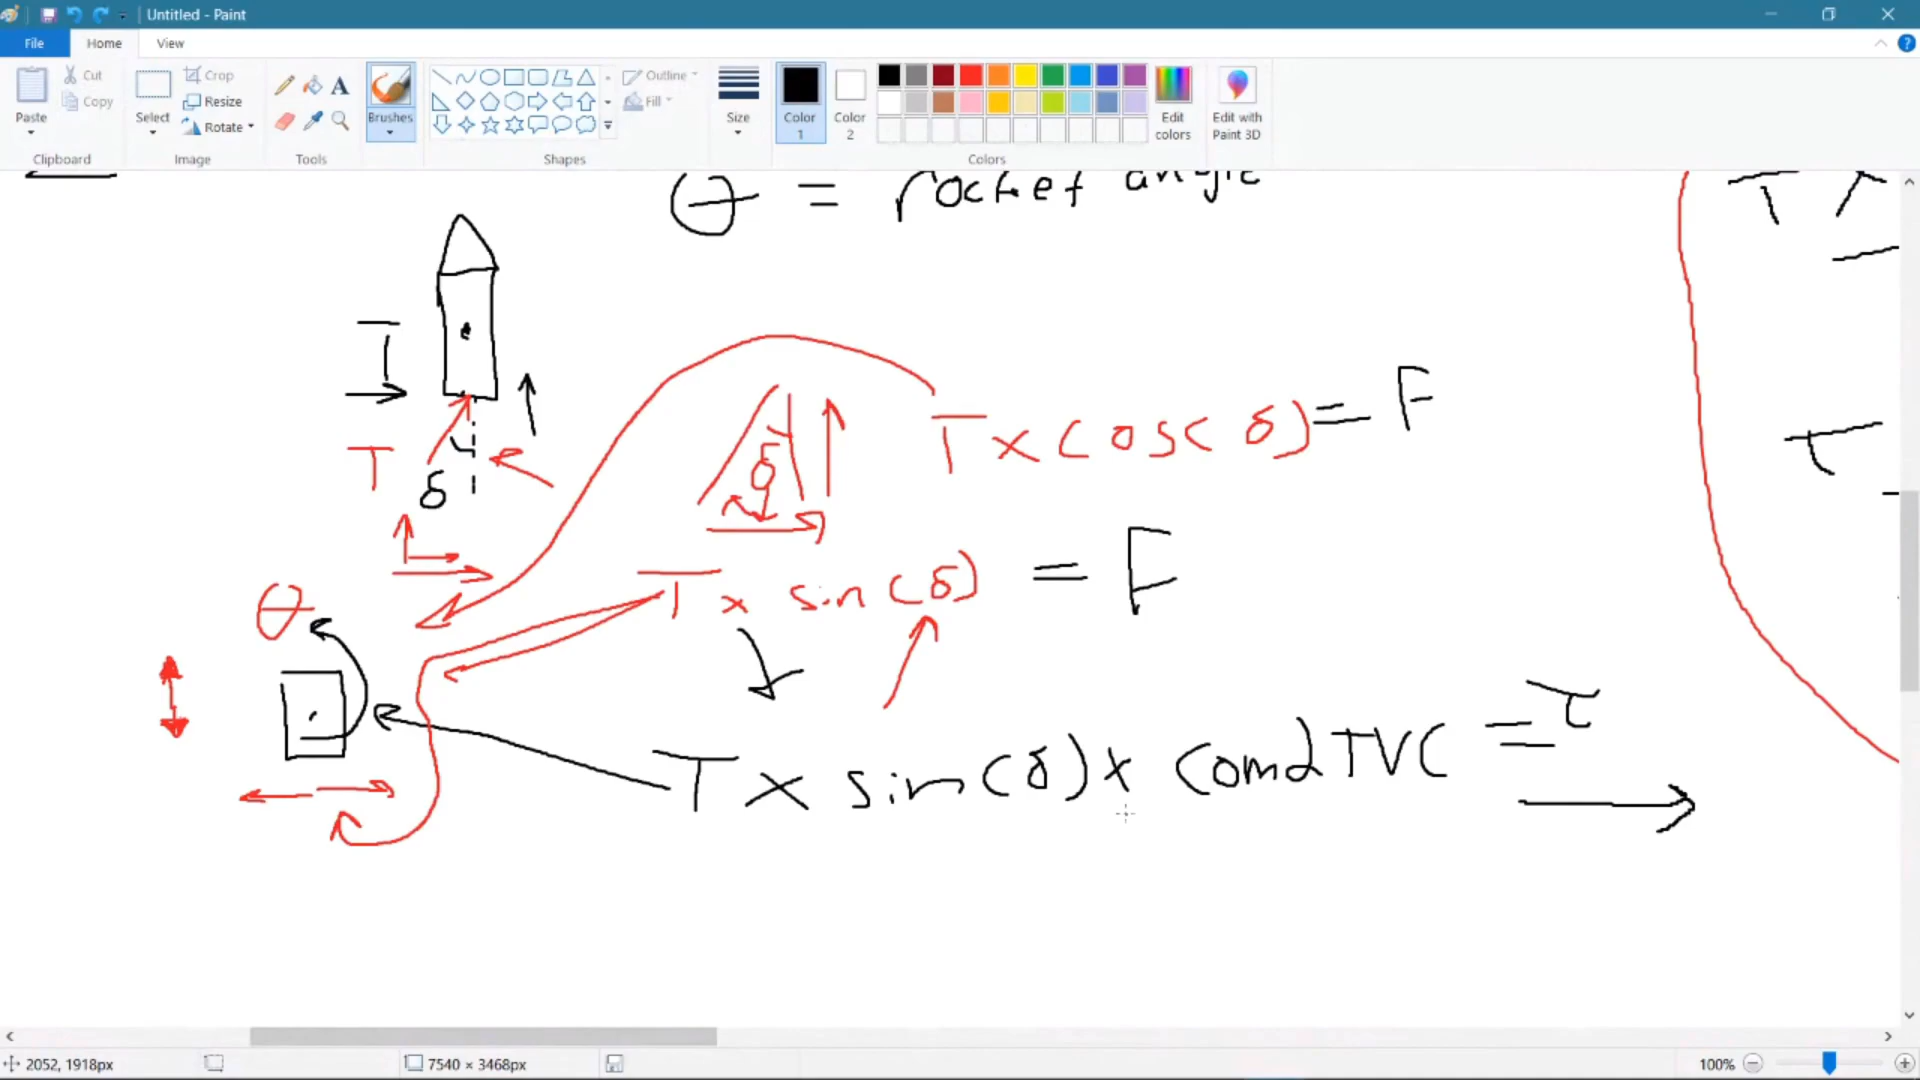 Untitled - Paint
File Home View
Paste
Cut
Copy
Clipboard
Select
Crop
Resize
Rotate
Image
Tools
Brushes
Outline
Fill
Shapes
Size
Color 1
Color 2
Edit colors
Edit with Paint 3D
Colors
θ = rocket angle
T
T
δ
δ
T x cos(δ) = F
T x sin(δ) = F
θ
T x sin(δ) x comdTVC = τ
T x
τ
2052, 1918px
7540 × 3468px
100%